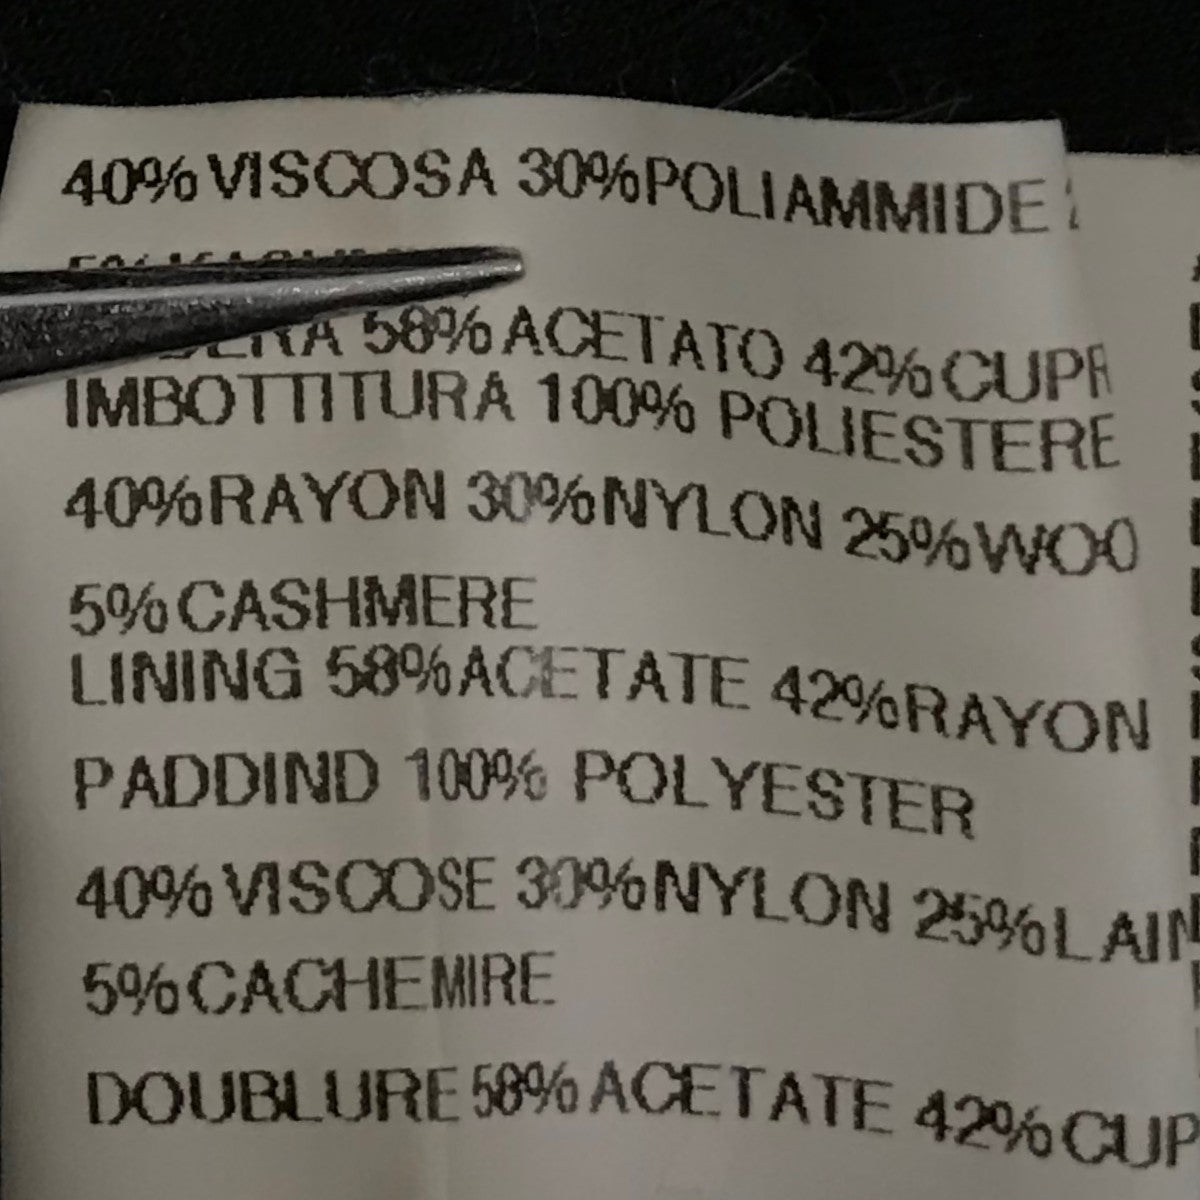 40% VISCOSA 30% POLIAMMIDE
58% ACETATO 42% CUPR
IMBOTTITURA 100% POLIESTERE
40% RAYON 30% NYLON 25% WOO
5% CASHMERE
LINING 58% ACETATE 42% RAYON
PADDIND 100% POLYESTER
40% VISCOSE 30% NYLON 25% LAIN
5% CACHEMIRE
DOUBLURE 58% ACETATE 42% CUP